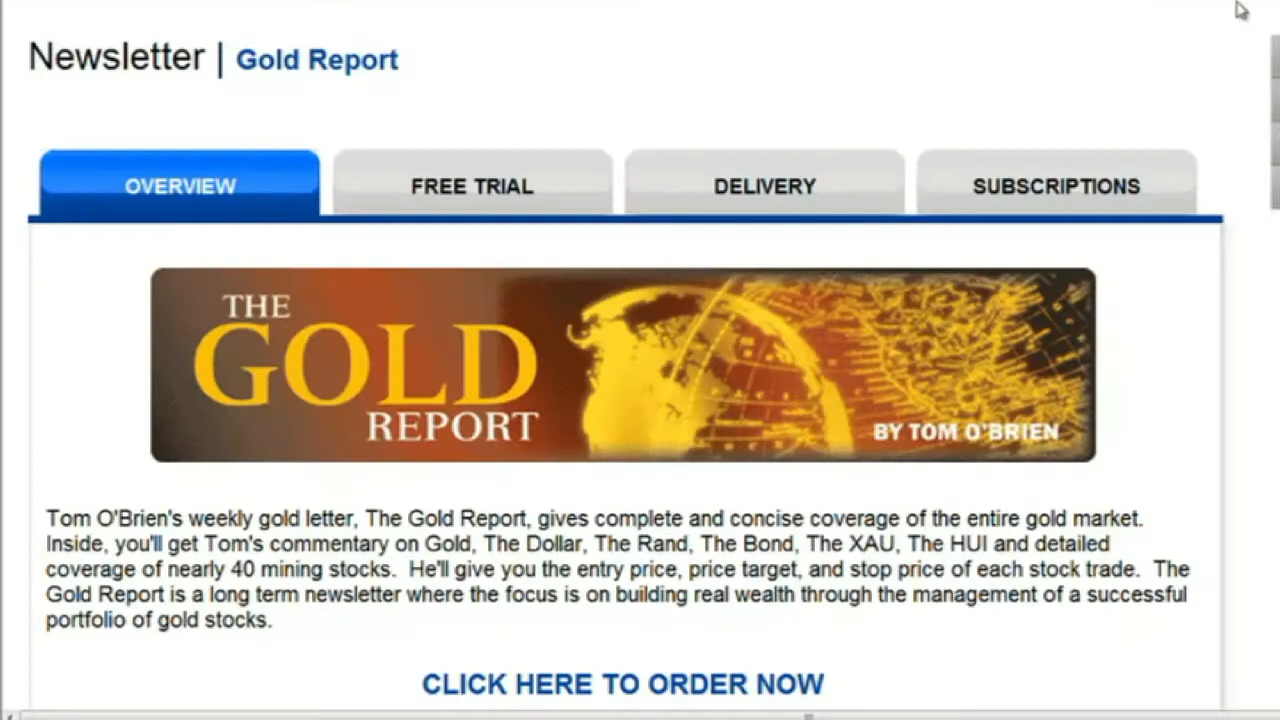 Newsletter | Gold Report
OVERVIEW
FREE TRIAL
DELIVERY
SUBSCRIPTIONS
THE
GOLD
REPORT
BY TOM O'BRIEN
Tom O'Brien's weekly gold letter, The Gold Report, gives complete and concise coverage of the entire gold market.
Inside, you'll get Tom's commentary on Gold, The Dollar, The Rand, The Bond, The XAU, The HUI and detailed
coverage of nearly 40 mining stocks.  He'll give you the entry price, price target, and stop price of each stock trade.  The
Gold Report is a long term newsletter where the focus is on building real wealth through the management of a successful
portfolio of gold stocks.
CLICK HERE TO ORDER NOW